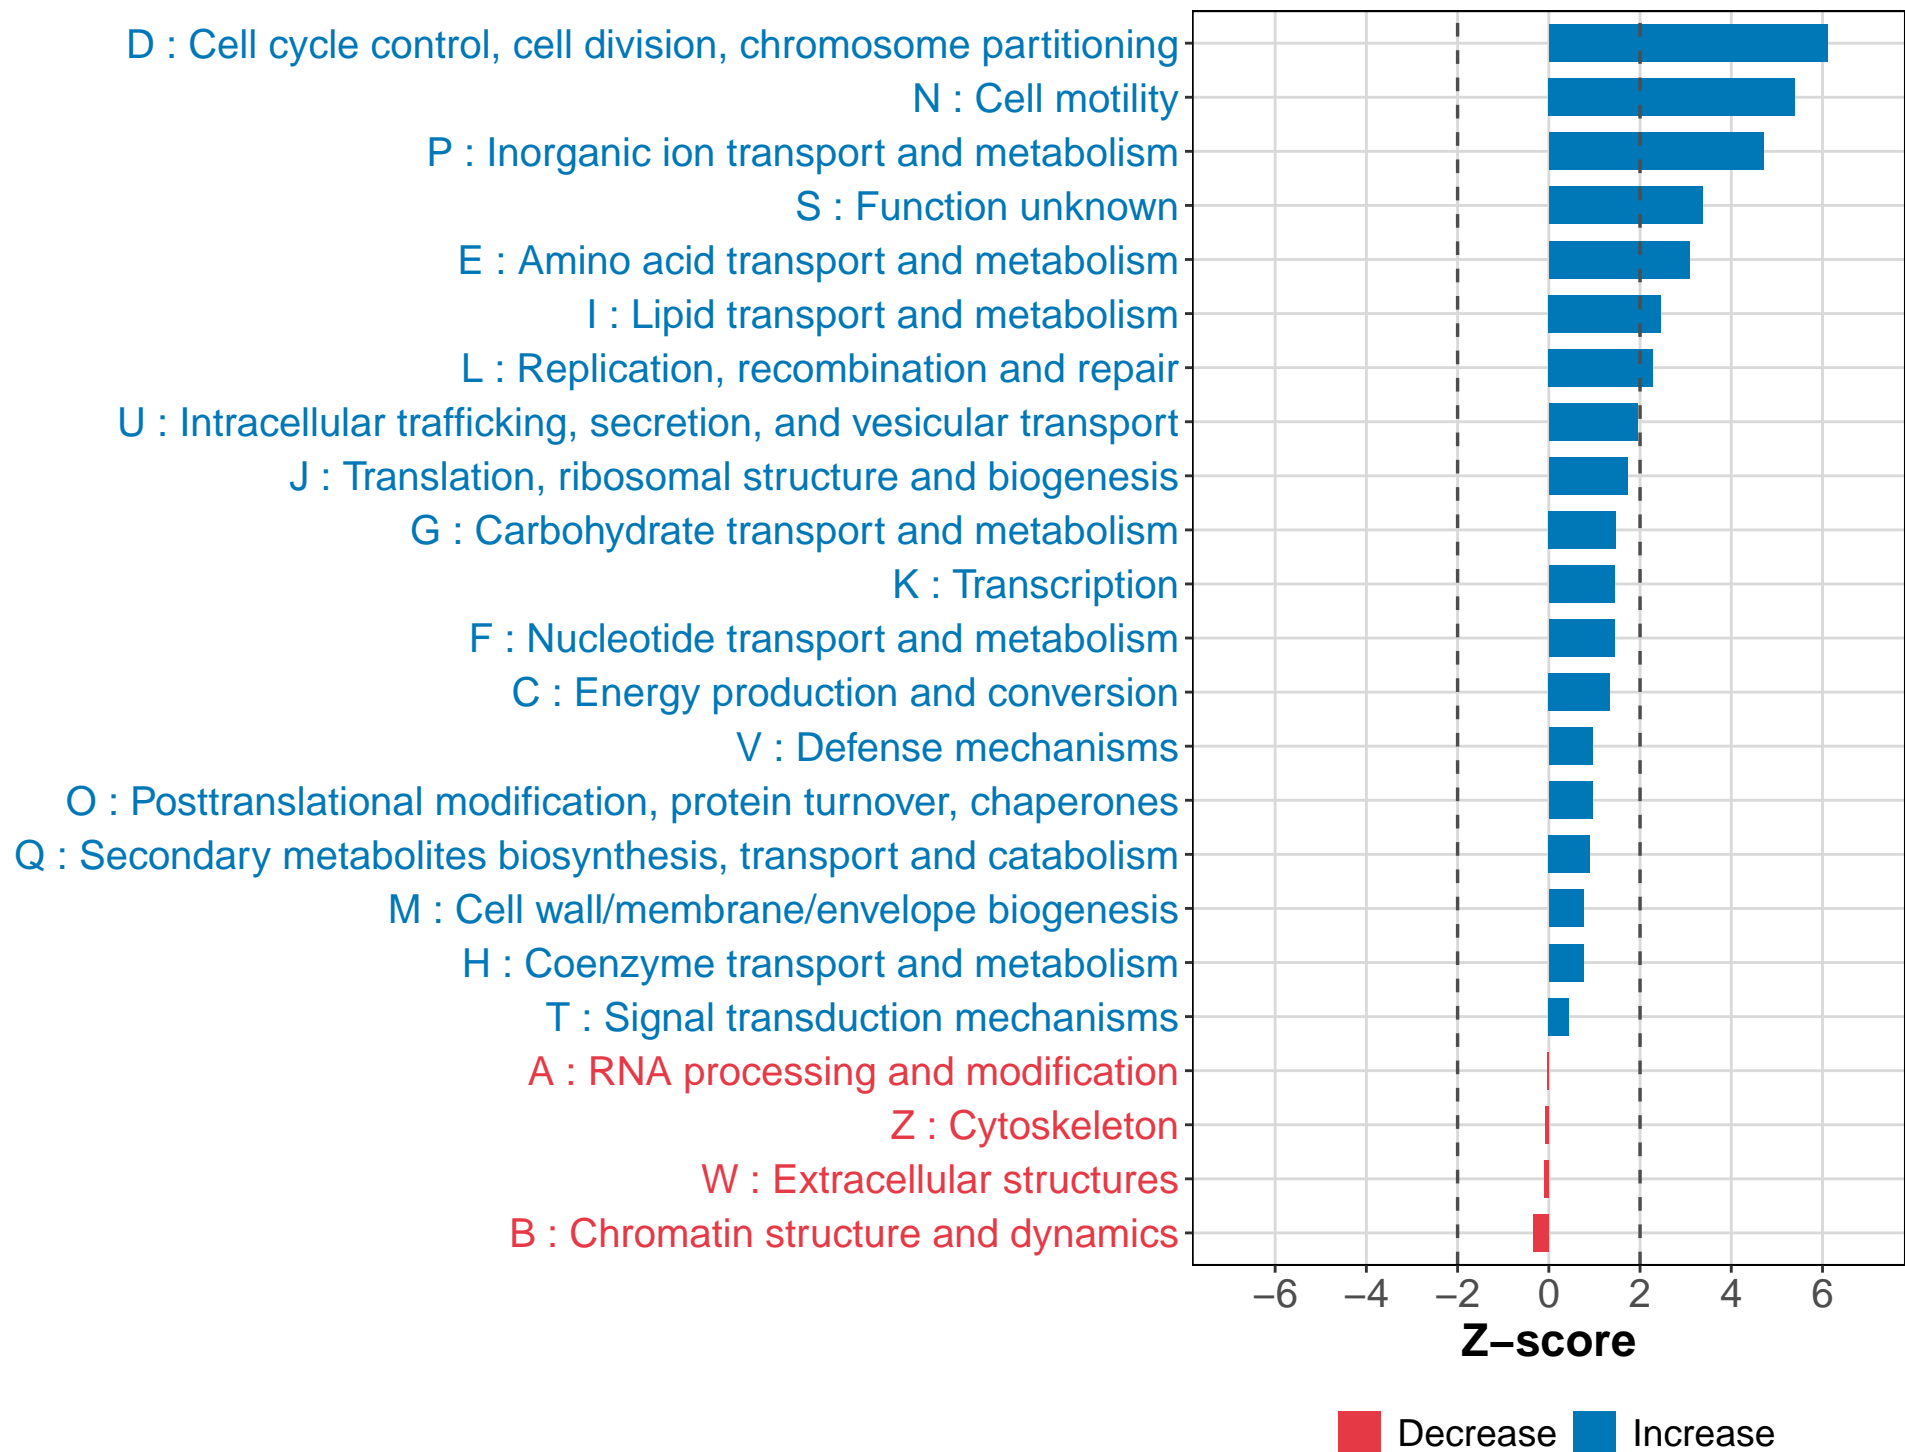 D : Cell cycle control, cell division, chromosome partitioning
N : Cell motility
P : Inorganic ion transport and metabolism
S : Function unknown
E : Amino acid transport and metabolism
I : Lipid transport and metabolism
L : Replication, recombination and repair
U : Intracellular trafficking, secretion, and vesicular transport
J : Translation, ribosomal structure and biogenesis
G : Carbohydrate transport and metabolism
K : Transcription
F : Nucleotide transport and metabolism
C : Energy production and conversion
V : Defense mechanisms
O : Posttranslational modification, protein turnover, chaperones
Q : Secondary metabolites biosynthesis, transport and catabolism
M : Cell wall/membrane/envelope biogenesis
H : Coenzyme transport and metabolism
T : Signal transduction mechanisms
A : RNA processing and modification
Z : Cytoskeleton
W : Extracellular structures
B : Chromatin structure and dynamics
−6 −4 −2 0 2 4 6
Z−score
Decrease Increase